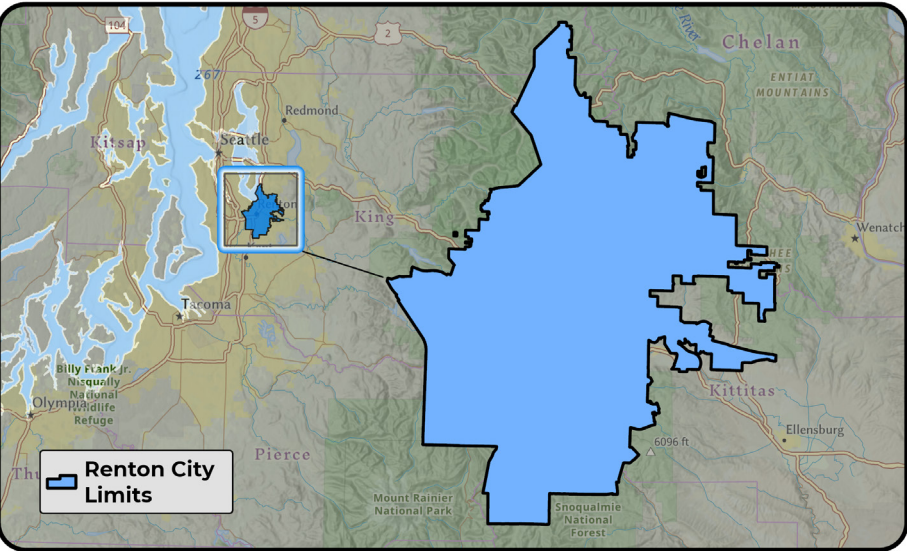 104
5
2
River
Chelan
267
ENTIAT
MOUNTAINS
Redmond
Kitsap
Seattle
King
Wenatch
Tacoma
Billy Frank Jr.
Nisqually
National
Wildlife
Refuge
Olympia
Kittitas
Ellensburg
6096 ft
Pierce
Renton City
Limits
Mount Rainier
National Park
Snoqualmie
National
Forest